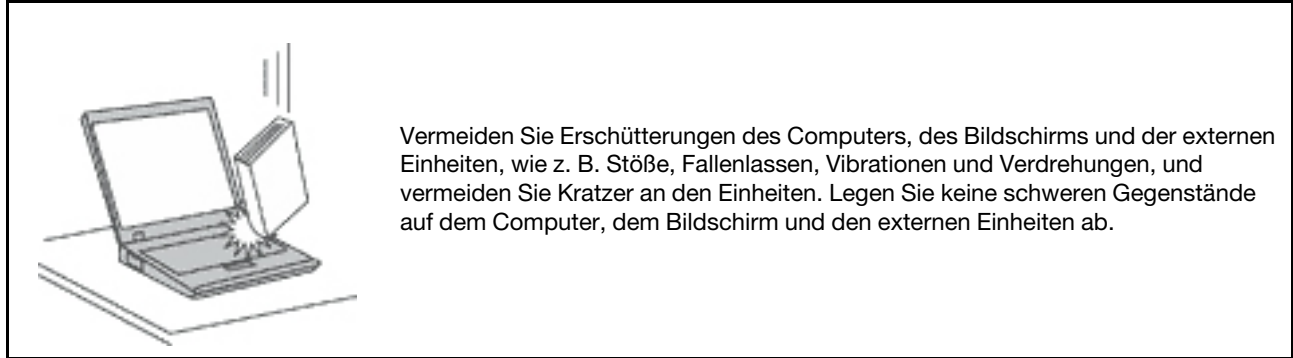 Vermeiden Sie Erschütterungen des Computers, des Bildschirms und der externen
Einheiten, wie z. B. Stöße, Fallenlassen, Vibrationen und Verdrehungen, und
vermeiden Sie Kratzer an den Einheiten. Legen Sie keine schweren Gegenstände
auf dem Computer, dem Bildschirm und den externen Einheiten ab.